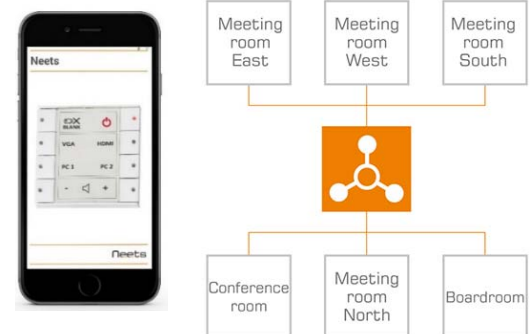 Neets
BLANK
VGA HDMI
PC 1 PC 2
- +
Neets
Meeting
room
East
Meeting
room
West
Meeting
room
South
Conference
room
Meeting
room
North
Boardroom